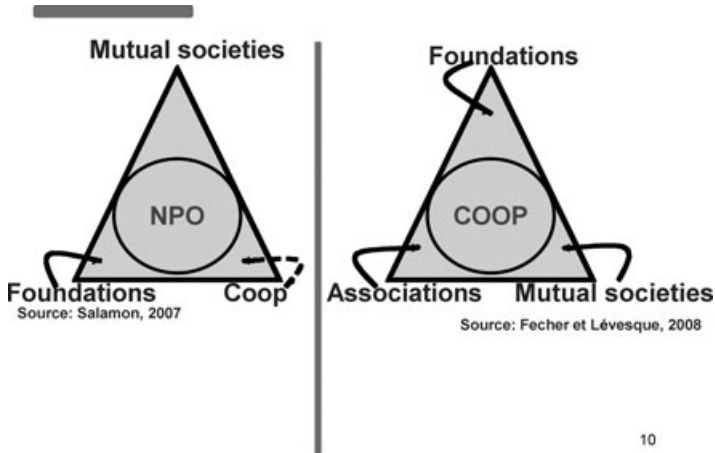 Mutual societies
NPO
Foundations
Coop
Source: Salamon, 2007
Foundations
COOP
Associations
Mutual societies
Source: Fecher et Lévesque, 2008
10